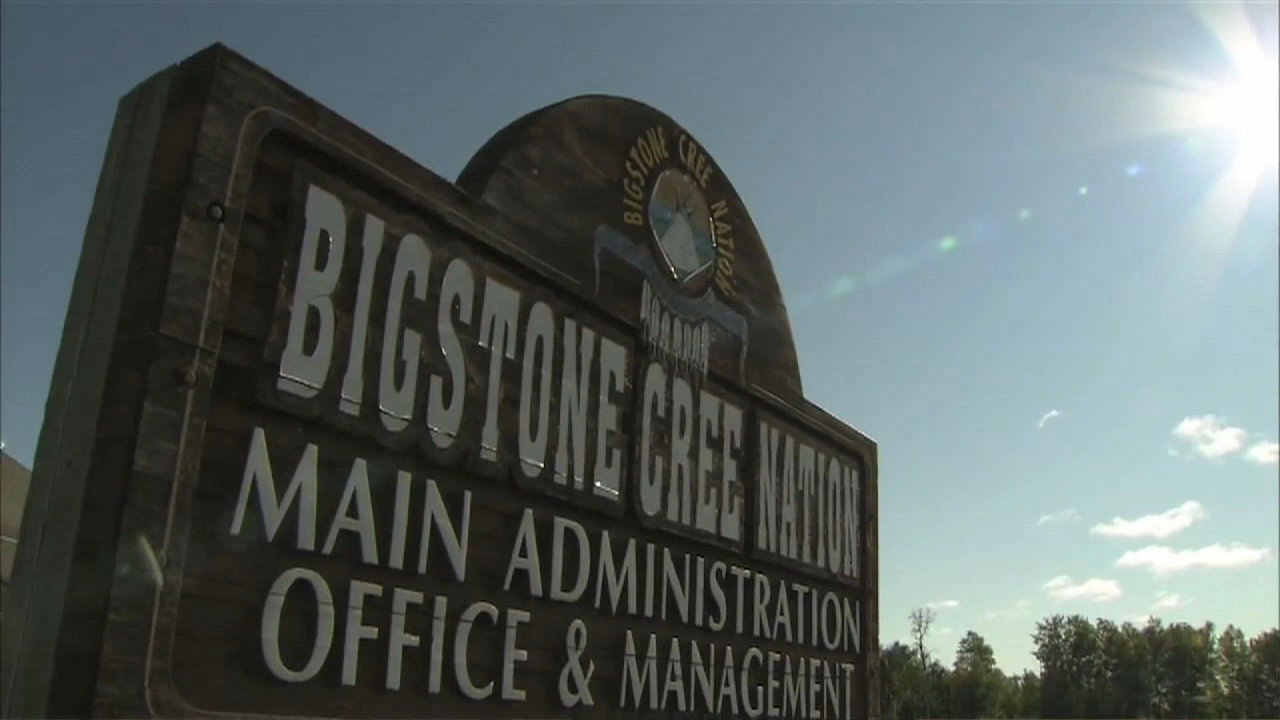 BIGSTONE CREE NATION
BIGSTONE CREE NATION
MAIN ADMINISTRATION
OFFICE & MANAGEMENT